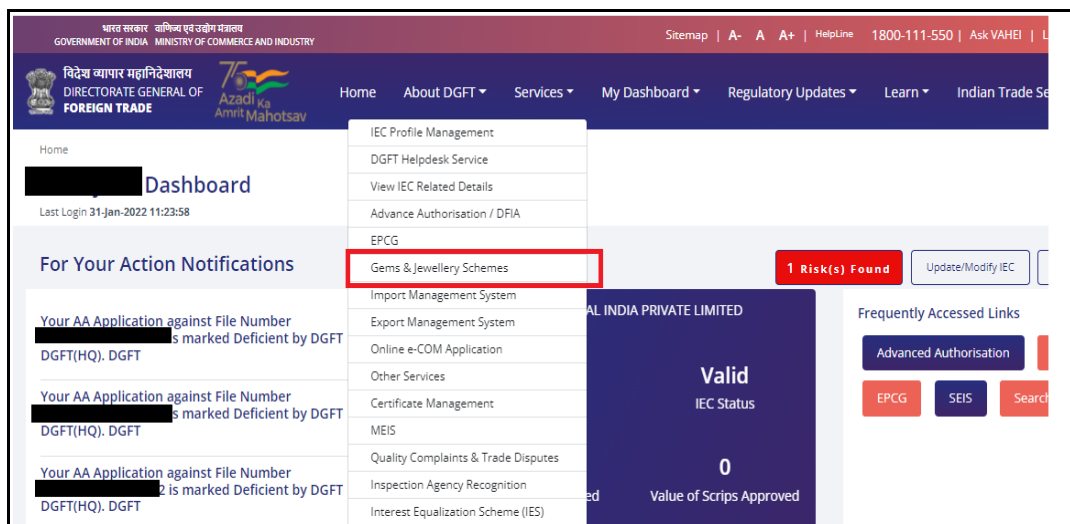 भारत सरकार वाणिज्य एवं उद्योग मंत्रालय
GOVERNMENT OF INDIA MINISTRY OF COMMERCE AND INDUSTRY
Sitemap | A- A A+ | HelpLine 1800-111-550 | Ask VAHEI | L
विदेश व्यापार महानिदेशालय
DIRECTORATE GENERAL OF
FOREIGN TRADE
75
Azadi Ka
Amrit Mahotsav
Home About DGFT Services My Dashboard Regulatory Updates Learn Indian Trade Se
Home
Dashboard
Last Login 31-Jan-2022 11:23:58
IEC Profile Management
DGFT Helpdesk Service
View IEC Related Details
Advance Authorisation / DFIA
EPCG
Gems & Jewellery Schemes
Import Management System
Export Management System
Online e-COM Application
Other Services
Certificate Management
MEIS
Quality Complaints & Trade Disputes
Inspection Agency Recognition
Interest Equalization Scheme (IES)
For Your Action Notifications
1 Risk(s) Found
Update/Modify IEC
Your AA Application against File Number
s marked Deficient by DGFT
DGFT(HQ). DGFT
Your AA Application against File Number
s marked Deficient by DGFT
DGFT(HQ). DGFT
Your AA Application against File Number
2 is marked Deficient by DGFT
DGFT(HQ). DGFT
AL INDIA PRIVATE LIMITED
Valid
IEC Status
ed
0
Value of Scrips Approved
Frequently Accessed Links
Advanced Authorisation
EPCG SEIS Search